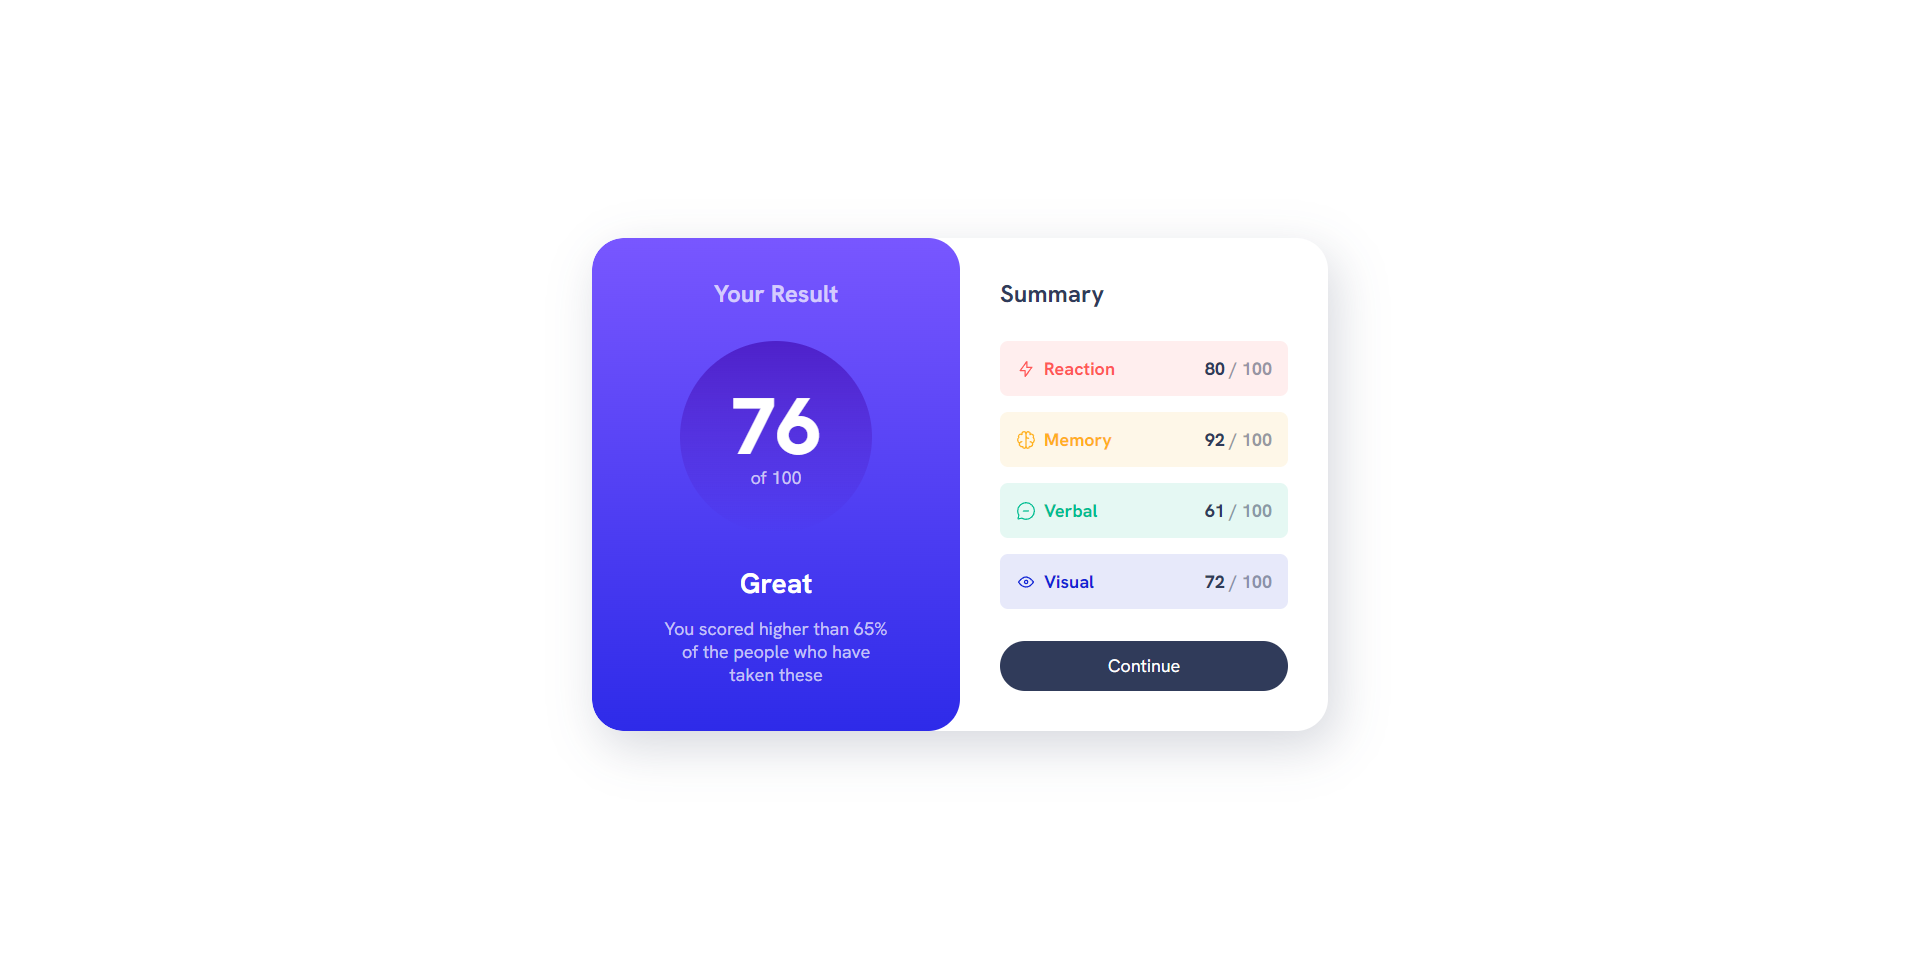 Your Result
76
of 100
Great
You scored higher than 65%
of the people who have
taken these
Summary
Reaction 80 / 100
Memory 92 / 100
Verbal 61 / 100
Visual 72 / 100
Continue